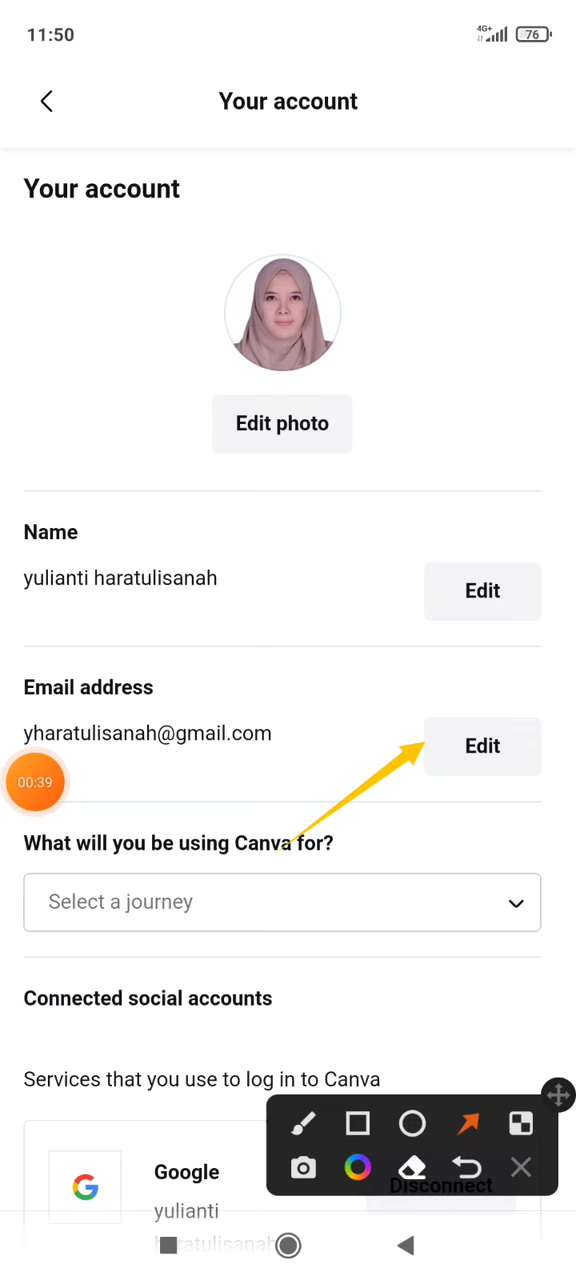 11:50
4G+
76
Your account
Your account
Edit photo
Name
yulianti haratulisanah
Edit
Email address
yharatulisanah@gmail.com
Edit
00:39
What will you be using Canva for?
Select a journey
Connected social accounts
Services that you use to log in to Canva
Google
Disconnect
yulianti
haratulisanah